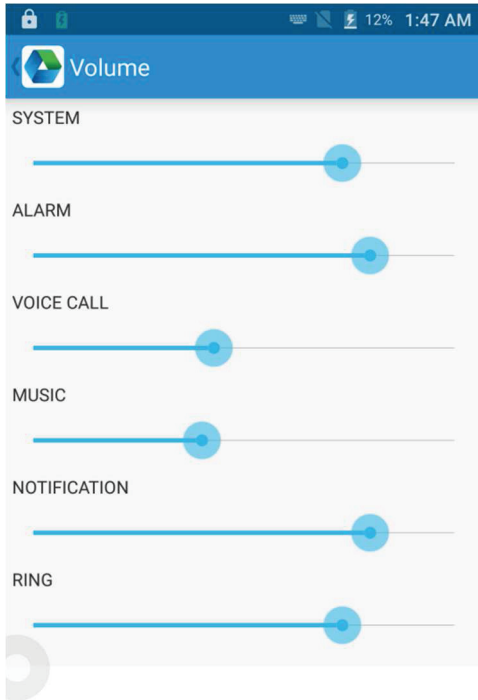 12% 1:47 AM
Volume
SYSTEM
ALARM
VOICE CALL
MUSIC
NOTIFICATION
RING